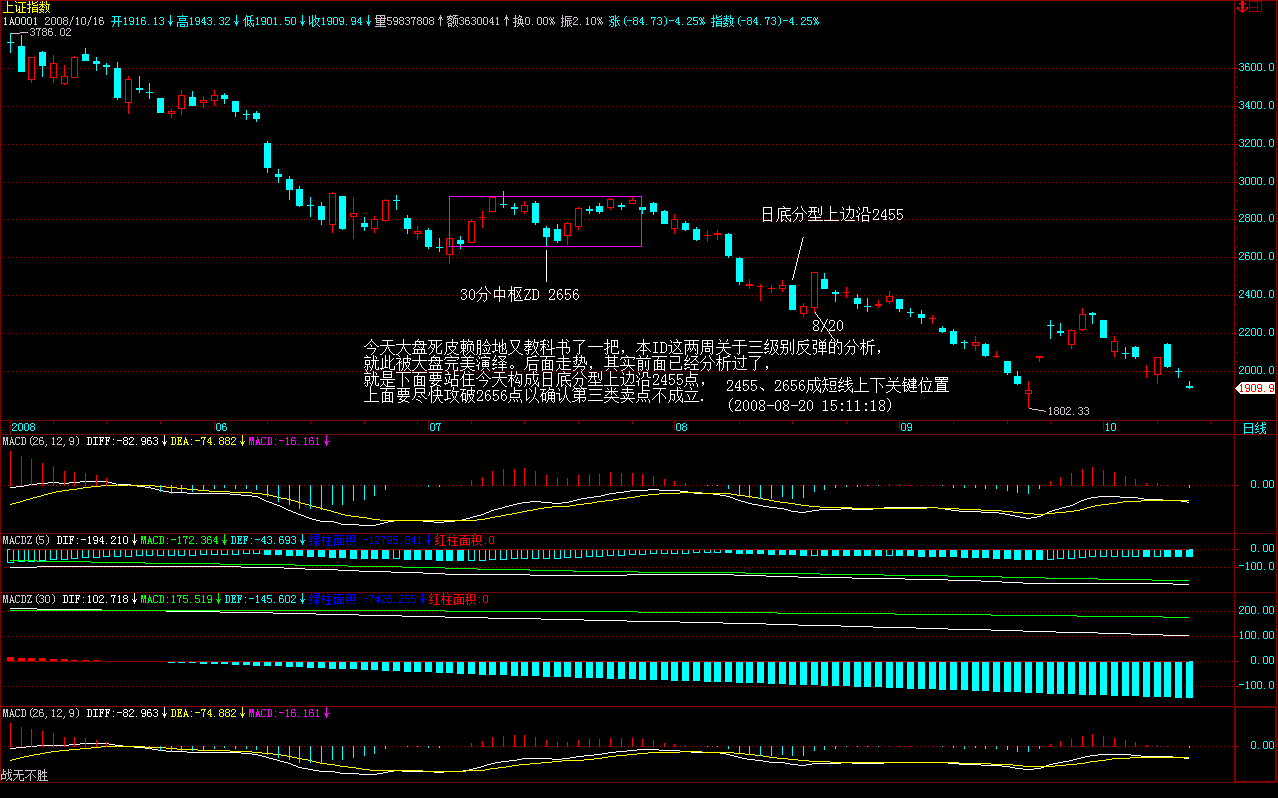 上证指数
1A0001 2008/10/16 开1916.13↓高1943.32↓低1901.50↓收1909.94↓量59837808↑额3630041↑换0.00% 振2.10% 涨(-84.73)-4.25% 指数(-84.73)-4.25%
3786.02
3600.0
3400.0
3200.0
3000.0
2800.0
日底分型上边沿2455
2600.0
30分中枢ZD 2656
2400.0
8/20
2200.0
今天大盘死皮赖脸地又教科书了一把，本ID这两周关于三级别反弹的分析，
就此被大盘完美演绎。后面走势，其实前面已经分析过了，
就是下面要站住今天构成日底分型上边沿2455点，
上面要尽快攻破2656点以确认第三类卖点不成立.
2455、2656成短线上下关键位置
(2008-08-20 15:11:18)
2000.0
1909.9
1802.33
2008 06 07 08 09 10 日线
MACD(26,12,9) DIFF:-82.963↓DEA:-74.882↓MACD:-16.161↓
0.00
MACDZ(5) DIF:-194.210↓MACD:-172.364↓DEF:-43.693↓绿柱面积:-12795.841↓红柱面积:0
0.00
-100.0
MACDZ(30) DIF:102.718↓MACD:175.519↓DEF:-145.602↓绿柱面积:-7428.255↓红柱面积:0
200.00
100.00
0.00
-100.0
MACD(26,12,9) DIFF:-82.963↓DEA:-74.882↓MACD:-16.161↓
0.00
战无不胜